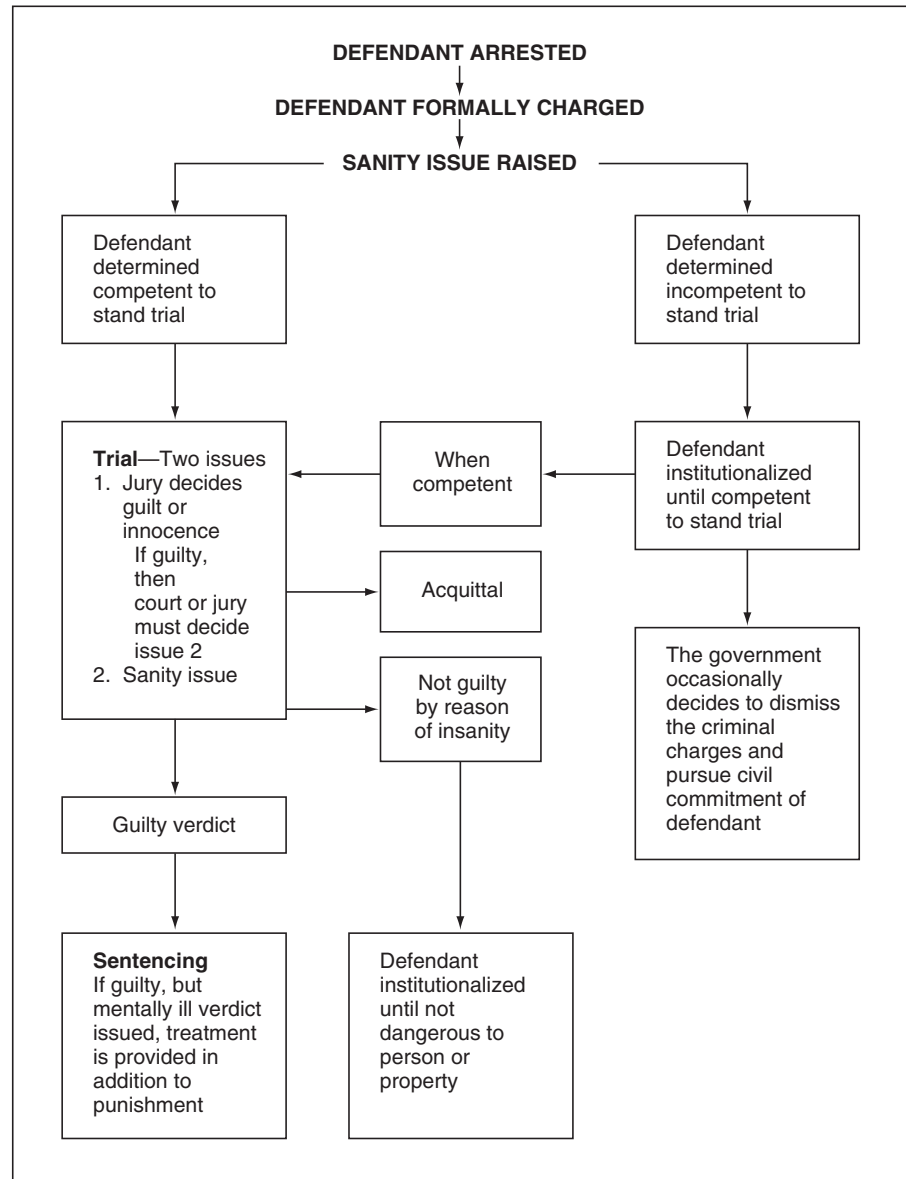 DEFENDANT ARRESTED
DEFENDANT FORMALLY CHARGED
SANITY ISSUE RAISED
Defendant
determined
competent to
stand trial
Defendant
determined
incompetent to
stand trial
Trial—Two issues
1. Jury decides
guilt or
innocence
If guilty,
then
court or jury
must decide
issue 2
2. Sanity issue
When
competent
Defendant
institutionalized
until competent
to stand trial
Acquittal
Not guilty
by reason
of insanity
The government
occasionally
decides to dismiss
the criminal
charges and
pursue civil
commitment of
defendant
Guilty verdict
Sentencing
If guilty, but
mentally ill verdict
issued, treatment
is provided in
addition to
punishment
Defendant
institutionalized
until not
dangerous to
person or
property